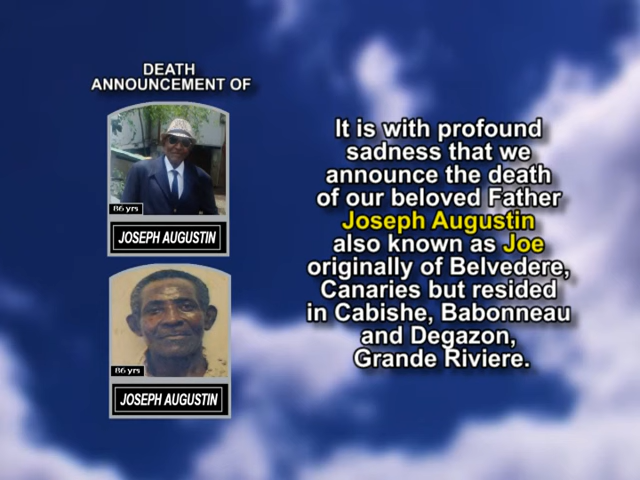 DEATH
ANNOUNCEMENT OF
86 yrs
JOSEPH AUGUSTIN
86 yrs
JOSEPH AUGUSTIN
It is with profound
sadness that we
announce the death
of our beloved Father
Joseph Augustin
also known as Joe
originally of Belvedere,
Canaries but resided
in Cabishe, Babonneau
and Degazon,
Grande Riviere.